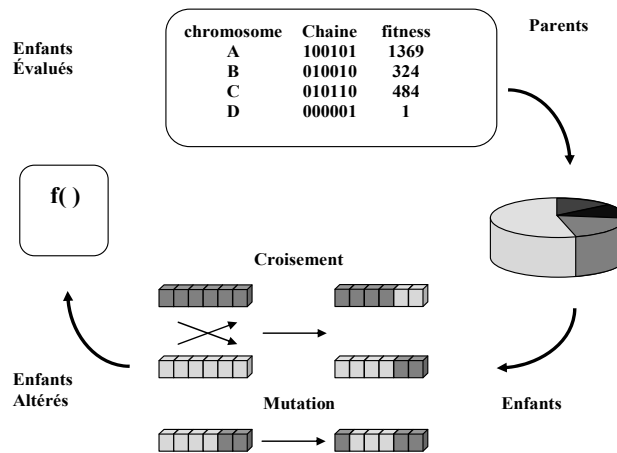 chromosome Chaine fitness
A 100101 1369
B 010010 324
C 010110 484
D 000001 1
Parents
Enfants
Évalués
f( )
Croisement
Enfants
Altérés
Mutation
Enfants